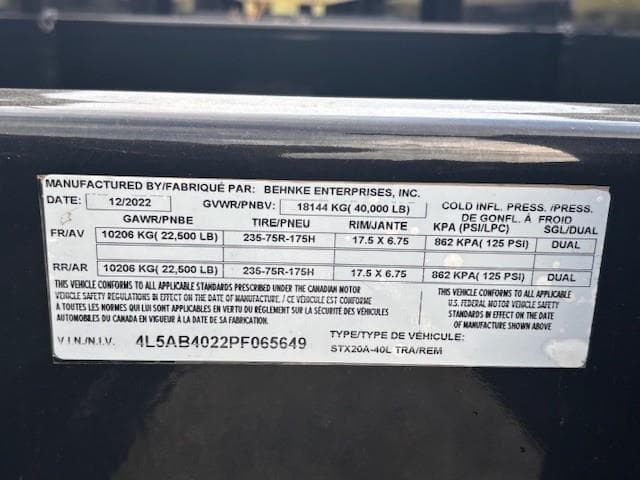 MANUFACTURED BY/FABRIQUÉ PAR: BEHNKE ENTERPRISES, INC.
DATE: 12/2022 GVWR/PNBV: 18144 KG( 40,000 LB) COLD INFL. PRESS. /PRESS.
DE GONFL. À FROID
GAWR/PNBE TIRE/PNEU RIM/JANTE KPA (PSI/LPC) SGL/DUAL
FR/AV 10206 KG( 22,500 LB) 235-75R-175H 17.5 X 6.75 862 KPA( 125 PSI) DUAL
RR/AR 10206 KG( 22,500 LB) 235-75R-175H 17.5 X 6.75 862 KPA( 125 PSI) DUAL
THIS VEHICLE CONFORMS TO ALL APPLICABLE STANDARDS PRESCRIBED UNDER THE CANADIAN MOTOR
VEHICLE SAFETY REGULATIONS IN EFFECT ON THE DATE OF MANUFACTURE. / CE VÉHICULE EST CONFORME
A TOUTES LES NORMES QUI LUI SONT APPLICABLES EN VERTU DU RÈGLEMENT SUR LA SÉCURITÉ DES VÉHICULES
AUTOMOBILES DU CANADA EN VIGUEUR À LA DATE DE SA FABRICATION.
THIS VEHICLE CONFORMS TO ALL APPLICABLE
U.S. FEDERAL MOTOR VEHICLE SAFETY
STANDARDS IN EFFECT ON THE DATE
OF MANUFACTURE SHOWN ABOVE
V.I.N./N.I.V. 4L5AB4022PF065649 TYPE/TYPE DE VÉHICULE:
STX20A-40L TRA/REM